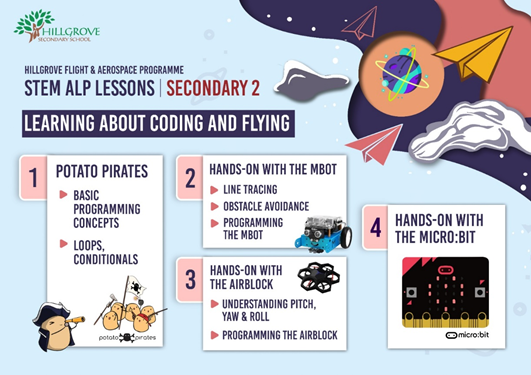 HILLGROVE
SECONDARY SCHOOL
HILLGROVE FLIGHT & AEROSPACE PROGRAMME
STEM ALP LESSONS | SECONDARY 2
LEARNING ABOUT CODING AND FLYING
1
POTATO PIRATES
BASIC
PROGRAMMING
CONCEPTS
LOOPS,
CONDITIONALS
potato pirates
2
HANDS-ON WITH THE MBOT
LINE TRACING
OBSTACLE AVOIDANCE
PROGRAMMING
THE MBOT
3
HANDS-ON WITH
THE AIRBLOCK
UNDERSTANDING PITCH,
YAW & ROLL
PROGRAMMING THE AIRBLOCK
4
HANDS-ON WITH
THE MICRO:BIT
micro:bit